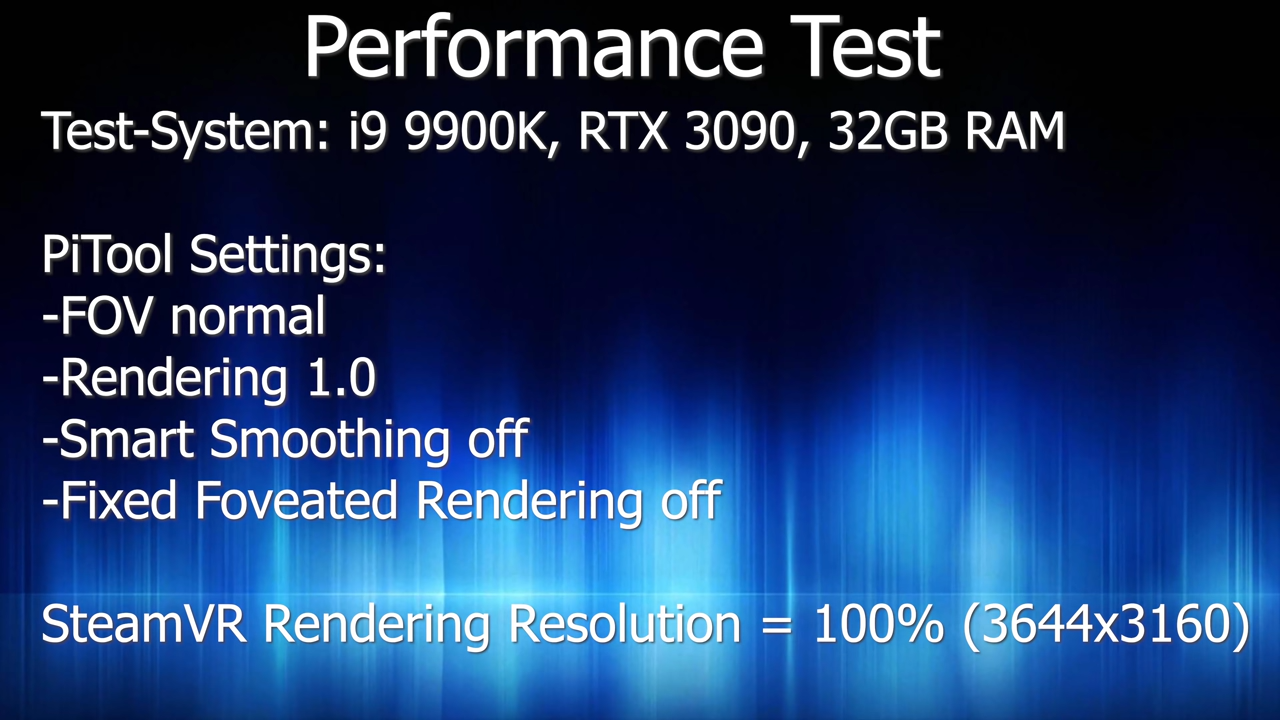 Performance Test
Test-System: i9 9900K, RTX 3090, 32GB RAM
PiTool Settings:
-FOV normal
-Rendering 1.0
-Smart Smoothing off
-Fixed Foveated Rendering off
SteamVR Rendering Resolution = 100% (3644x3160)